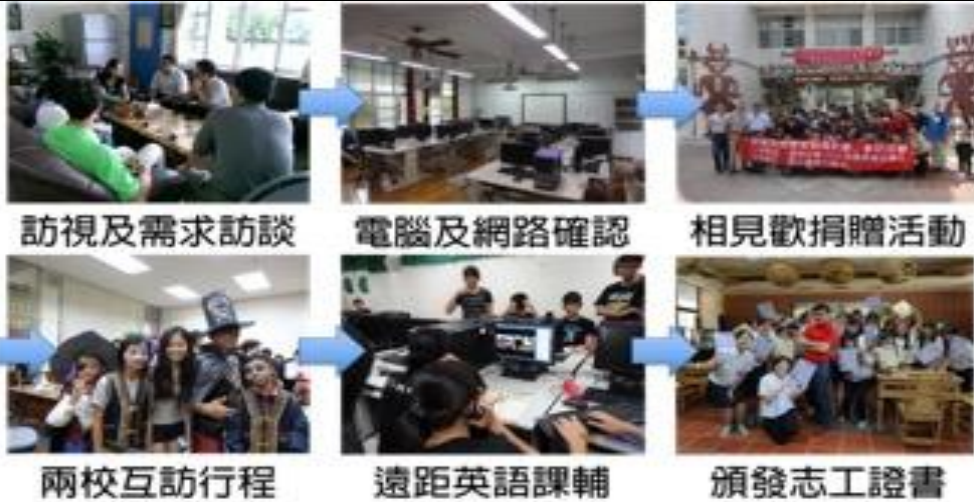 訪視及需求訪談
電腦及網路確認
相見歡捐贈活動
兩校互訪行程
遠距英語課輔
頒發志工證書